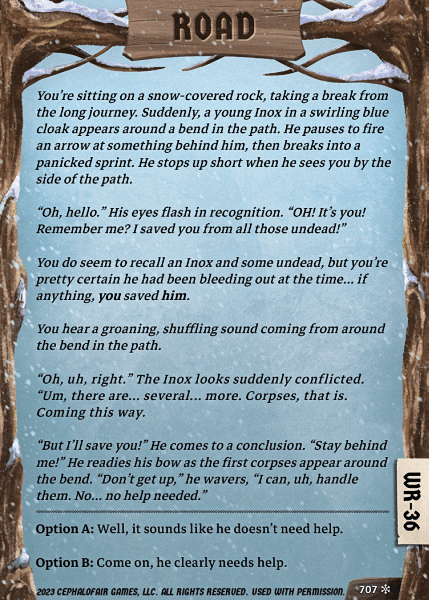 ROAD
You're sitting on a snow-covered rock, taking a break from
the long journey. Suddenly, a young Inox in a swirling blue
cloak appears around a bend in the path. He pauses to fire
an arrow at something behind him, then breaks into a
panicked sprint. He stops up short when he sees you by the
side of the path.
“Oh, hello.” His eyes flash in recognition. “OH! It's you!
Remember me? I saved you from all those undead!”
You do seem to recall an Inox and some undead, but you're
pretty certain he had been bleeding out at the time... if
anything, you saved him.
You hear a groaning, shuffling sound coming from around
the bend in the path.
“Oh, uh, right.” The Inox looks suddenly conflicted.
“Um, there are... several... more. Corpses, that is.
Coming this way.
“But I'll save you!” He comes to a conclusion. “Stay behind
me!” He readies his bow as the first corpses appear around
the bend. “Don't get up,” he wavers, “I can, uh, handle
them. No... no help needed.”
WR-36
Option A: Well, it sounds like he doesn't need help.
Option B: Come on, he clearly needs help.
2023 CEPHALOFAIR GAMES, LLC. ALL RIGHTS RESERVED. USED WITH PERMISSION.
707